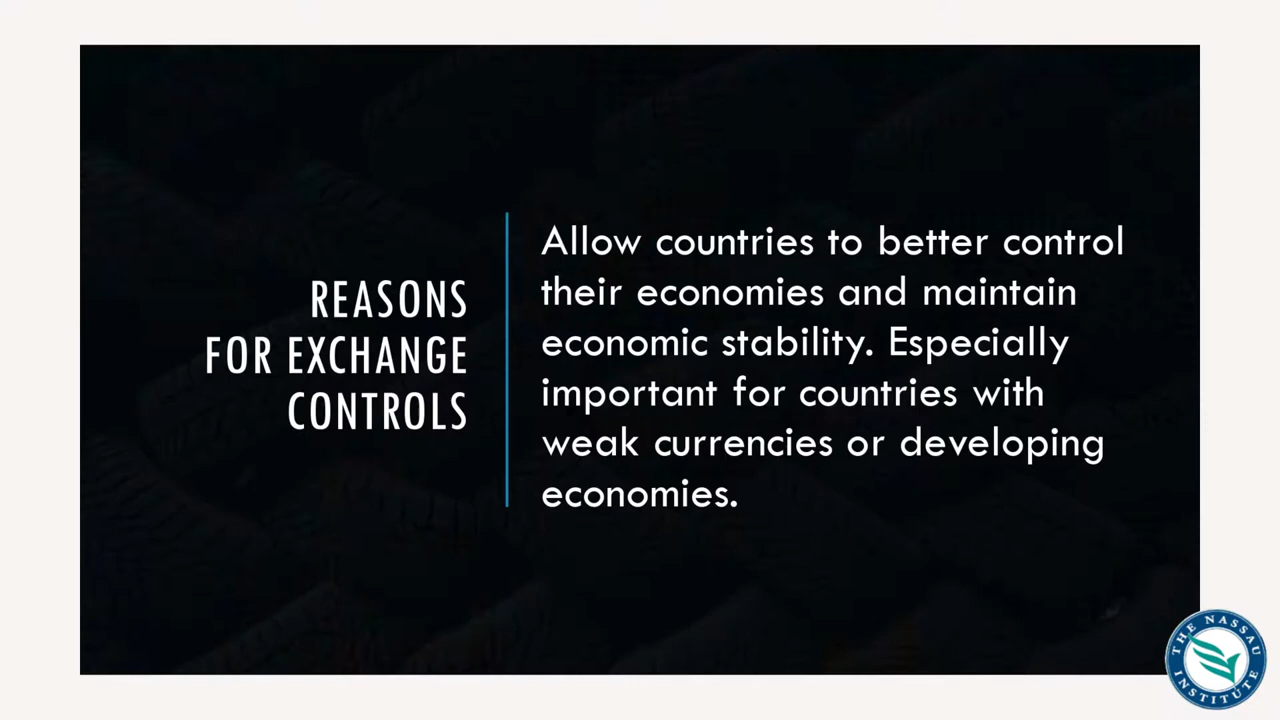 REASONS
FOR EXCHANGE
CONTROLS
Allow countries to better control
their economies and maintain
economic stability. Especially
important for countries with
weak currencies or developing
economies.
THE NASSAU
INSTITUTE